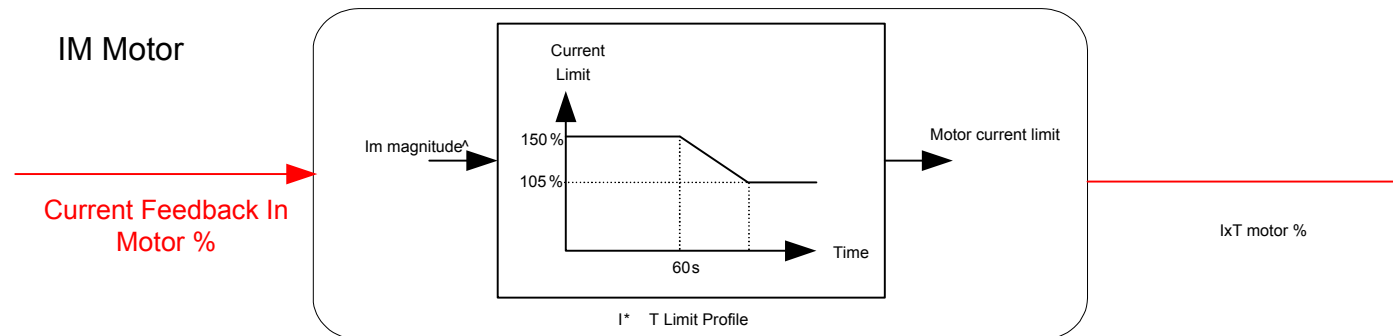 IM Motor
Current
Limit
150 %
Im magnitude^
Motor current limit
105 %
Current Feedback In
Motor %
IxT motor %
Time
60s
I* T Limit Profile